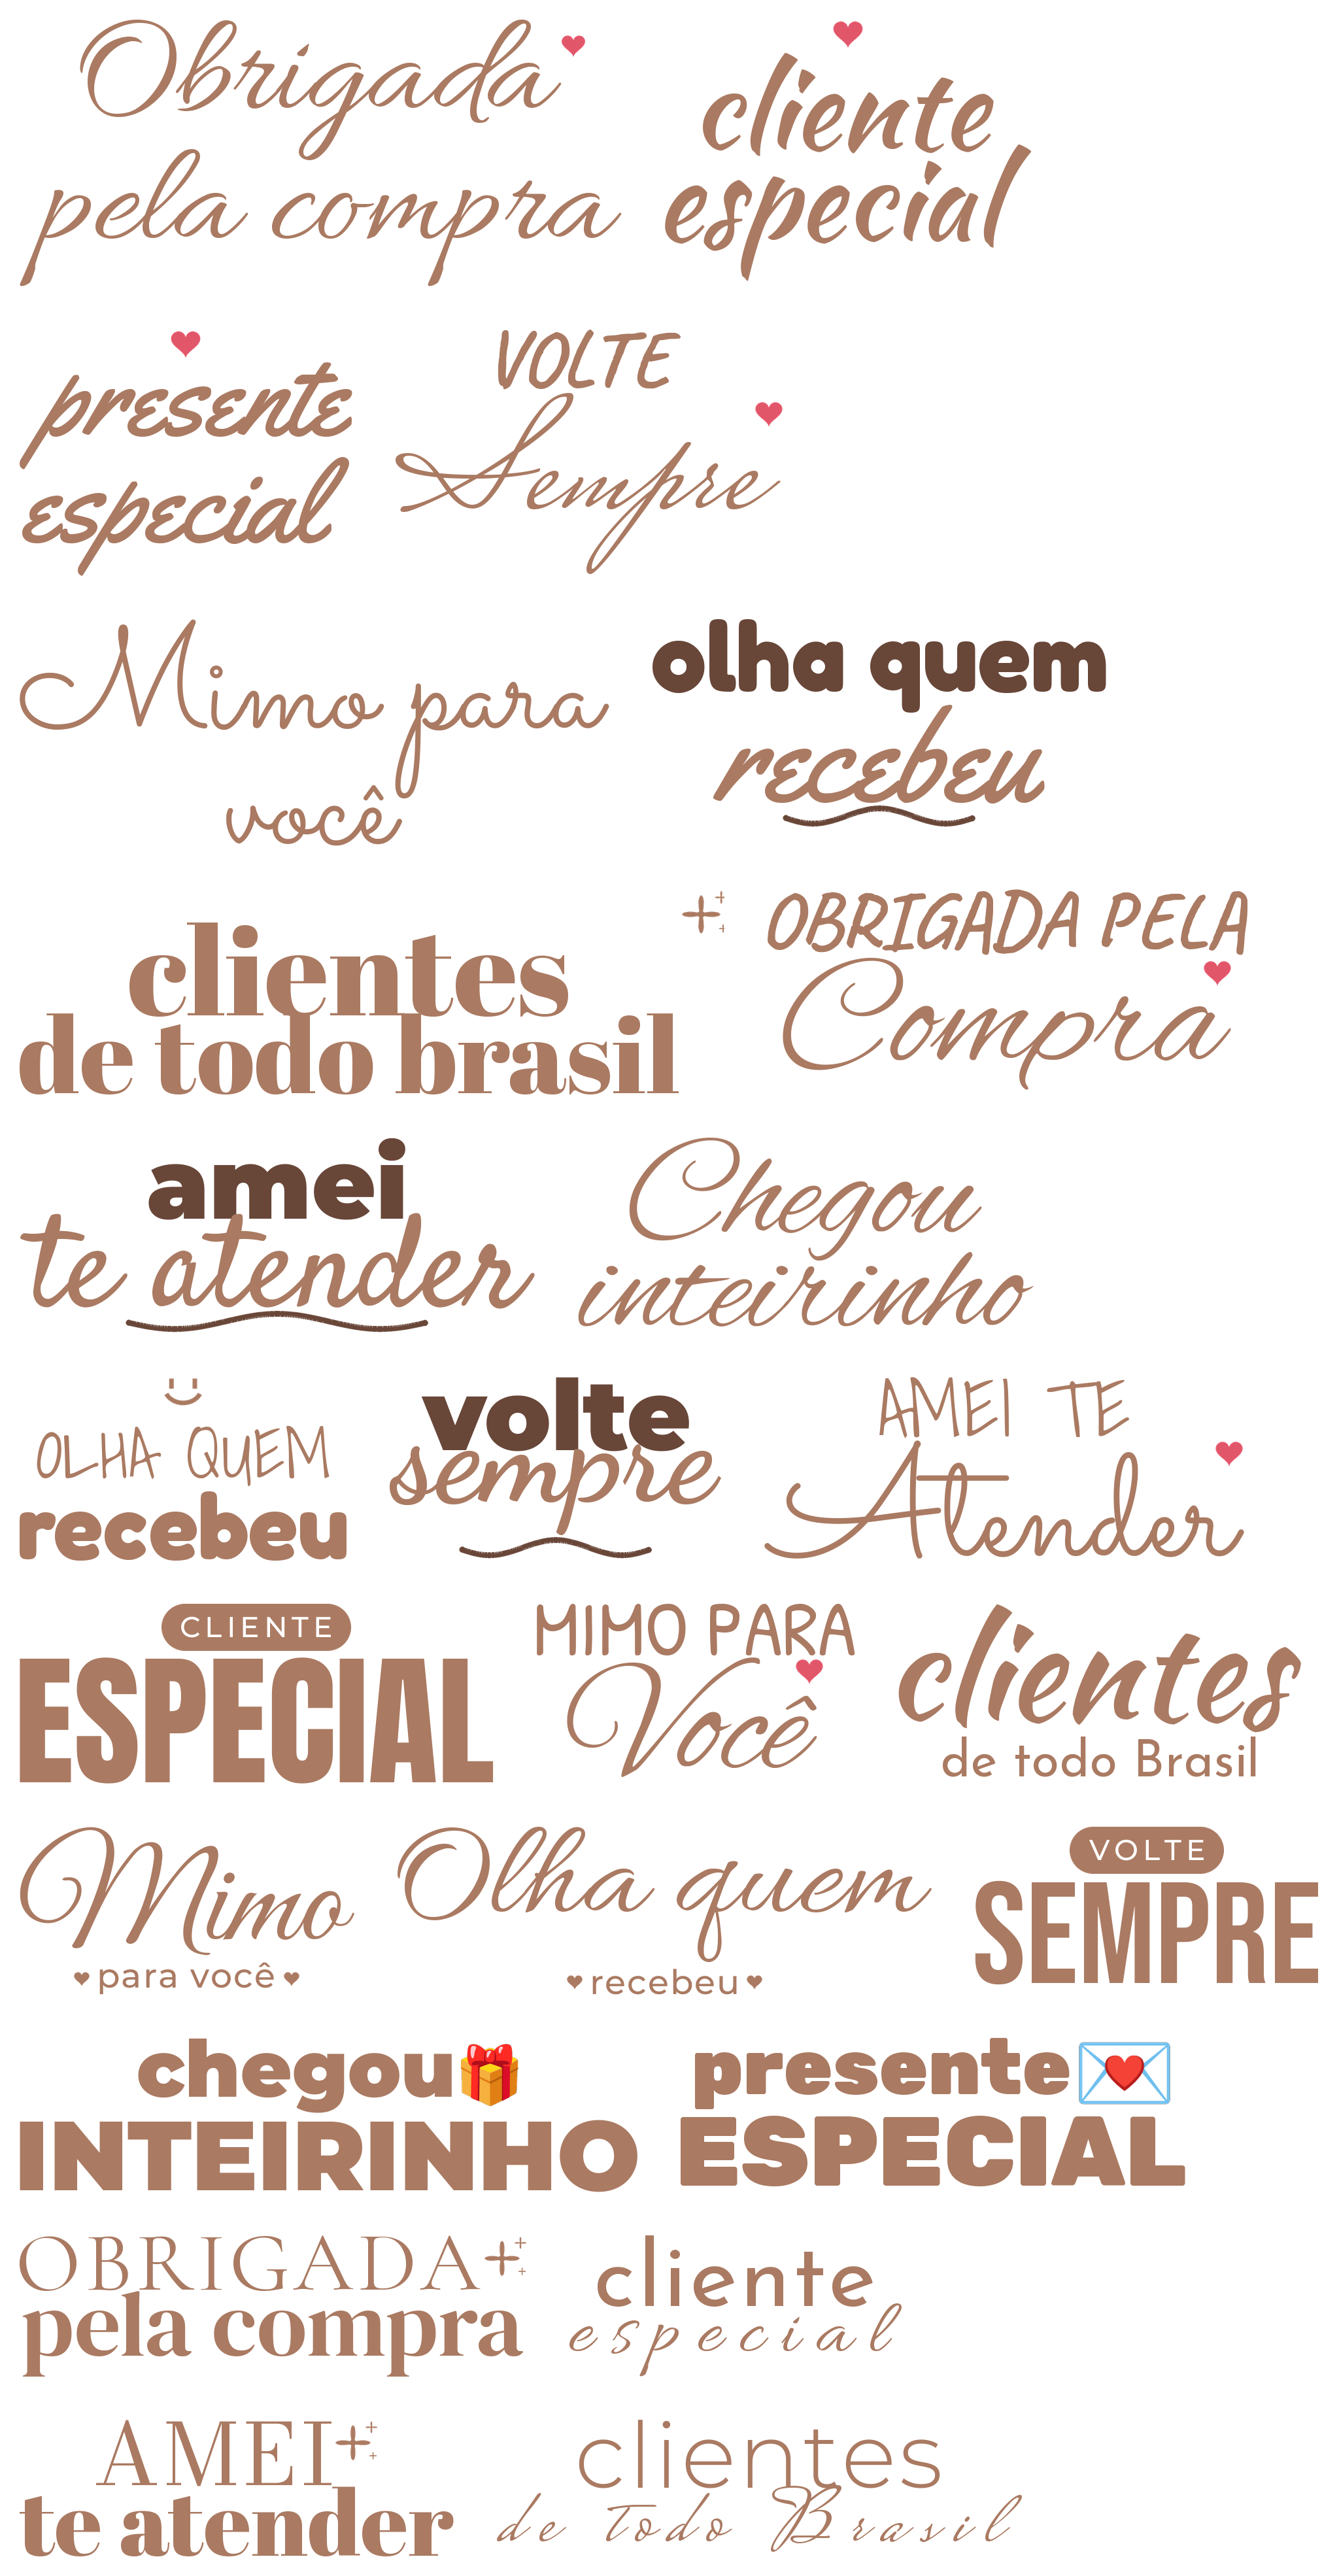 Obrigada
pela compra
cliente
especial
presente
especial
VOLTE
Sempre
Mimo para
você
olha quem
recebeu
clientes
de todo brasil
OBRIGADA PELA
Compra
amei
te atender
Chegou
inteirinho
OLHA QUEM
recebeu
volte
sempre
AMEI TE
Atender
CLIENTE
ESPECIAL
MIMO PARA
Você
clientes
de todo Brasil
Mimo
para você
Olha quem
recebeu
VOLTE
SEMPRE
chegou
INTEIRINHO
presente
ESPECIAL
OBRIGADA
pela compra
cliente
especial
AMEI
te atender
clientes
de todo Brasil